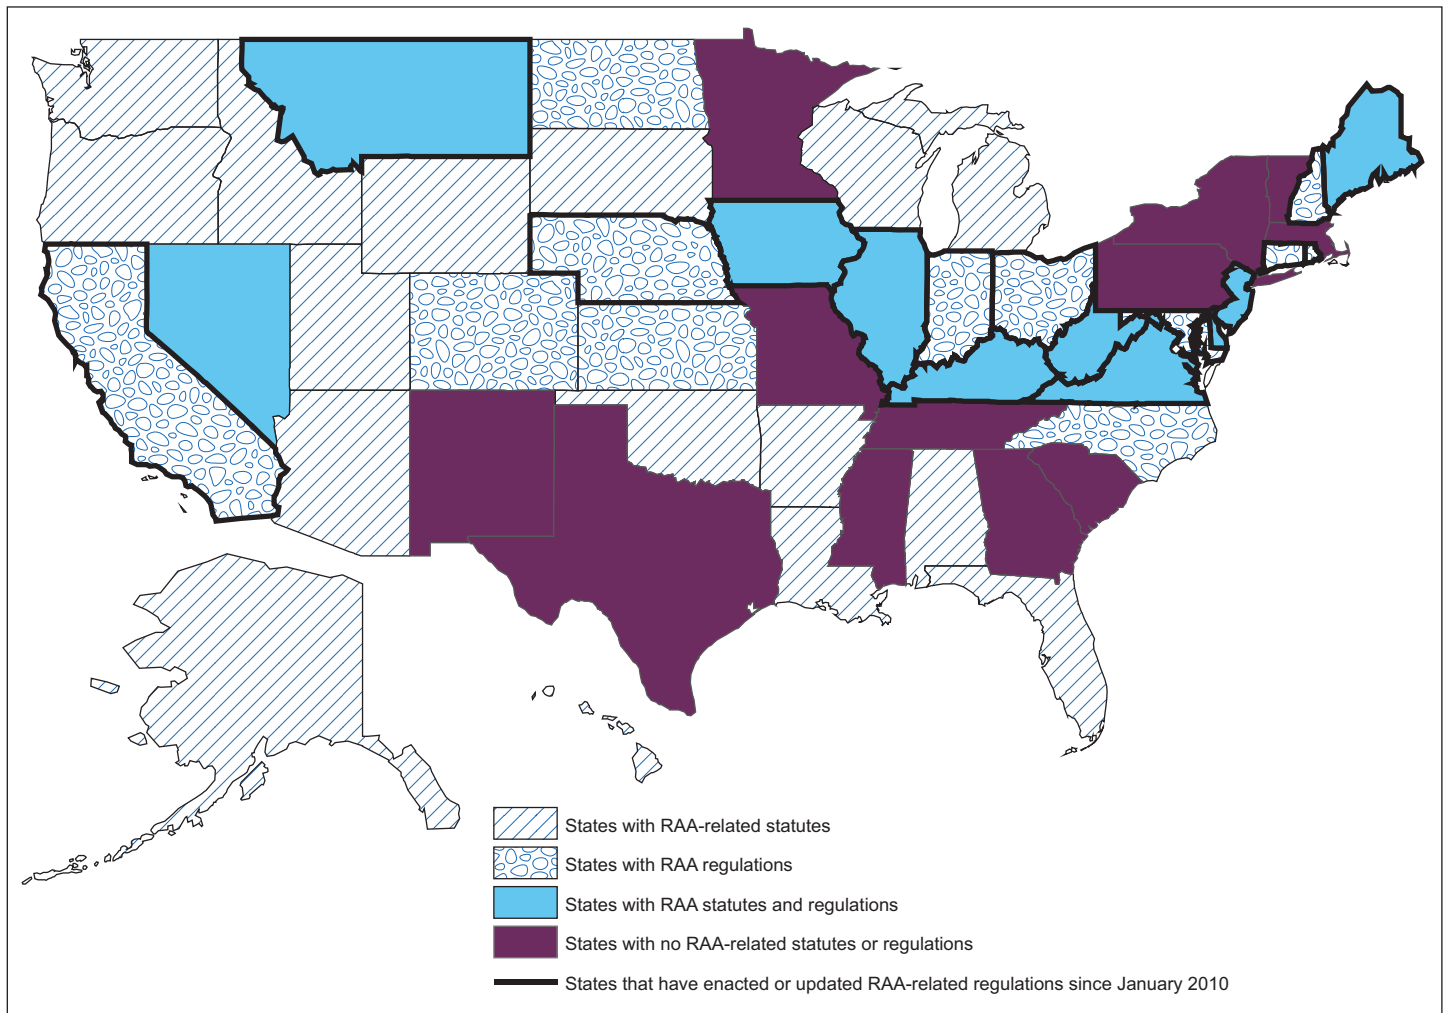 States with RAA-related statutes
States with RAA regulations
States with RAA statutes and regulations
States with no RAA-related statutes or regulations
States that have enacted or updated RAA-related regulations since January 2010